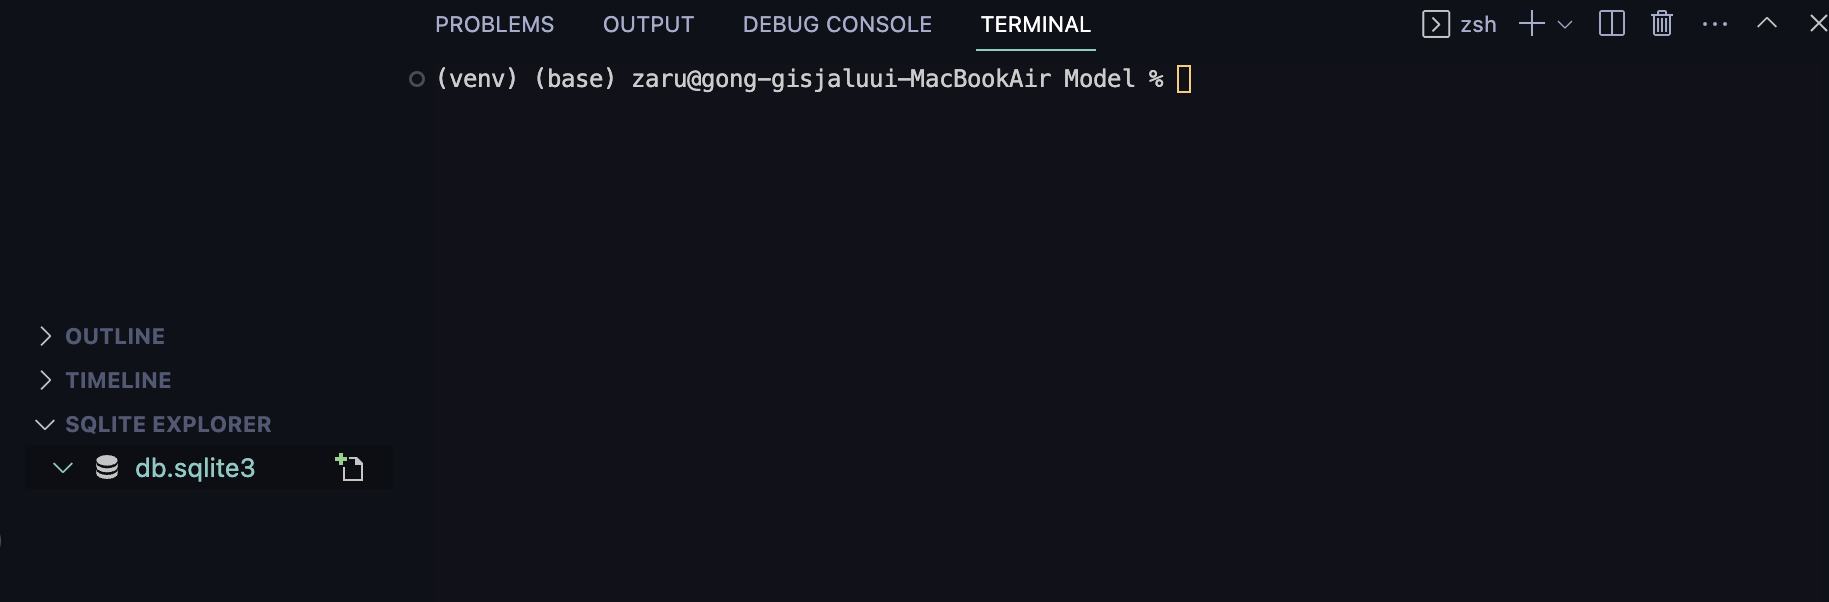 PROBLEMS OUTPUT DEBUG CONSOLE TERMINAL zsh
(venv) (base) zaru@gong-gisjaluui-MacBookAir Model %
OUTLINE
TIMELINE
SQLITE EXPLORER
db.sqlite3